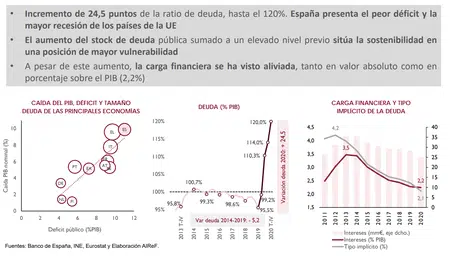 • Incremento de 24,5 puntos de la ratio de deuda, hasta el 120%. España presenta el peor déficit y la
mayor recesión de los países de la UE
• El aumento del stock de deuda pública sumado a un elevado nivel previo sitúa la sostenibilidad en
una posición de mayor vulnerabilidad
• A pesar de este aumento, la carga financiera se ha visto aliviada, tanto en valor absoluto como en
porcentaje sobre el PIB (2,2%)
CAÍDA DEL PIB, DÉFICIT Y TAMAÑO
DEUDA DE LAS PRINCIPALES ECONOMÍAS
Caída PIB nominal (%)
10
8
6
4
2
0
ES
IT
PT
DE
0 2 4 6 8 10 12
Déficit público (%PIB)
DEUDA (% PIB)
120%
115%
110%
105%
100%
95%
120,0%
114,0%
110,3%
100,7%
99,3%
98,6%
99,2%
95,8%
95,5%
Var deuda 2014-2019: - 5,2
Variación deuda 2020: + 24,5
2013 T-IV
2014
2015
2016
2017
2018
2019
2020 T-IV
CARGA FINANCIERA Y TIPO
IMPLÍCITO DE LA DEUDA
4,5
4,0
3,5
3,0
2,5
2,0
1,5
4,2
3,5
2,2
40
35
30
25
20
15
10
5
0
2011
2012
2013
2014
2015
2016
2017
2018
2019
2020
Intereses (mm€, eje dcho.)
Intereses (% PIB)
Tipo implícito (%)
Fuentes: Banco de España, INE, Eurostat y Elaboración AIReF.